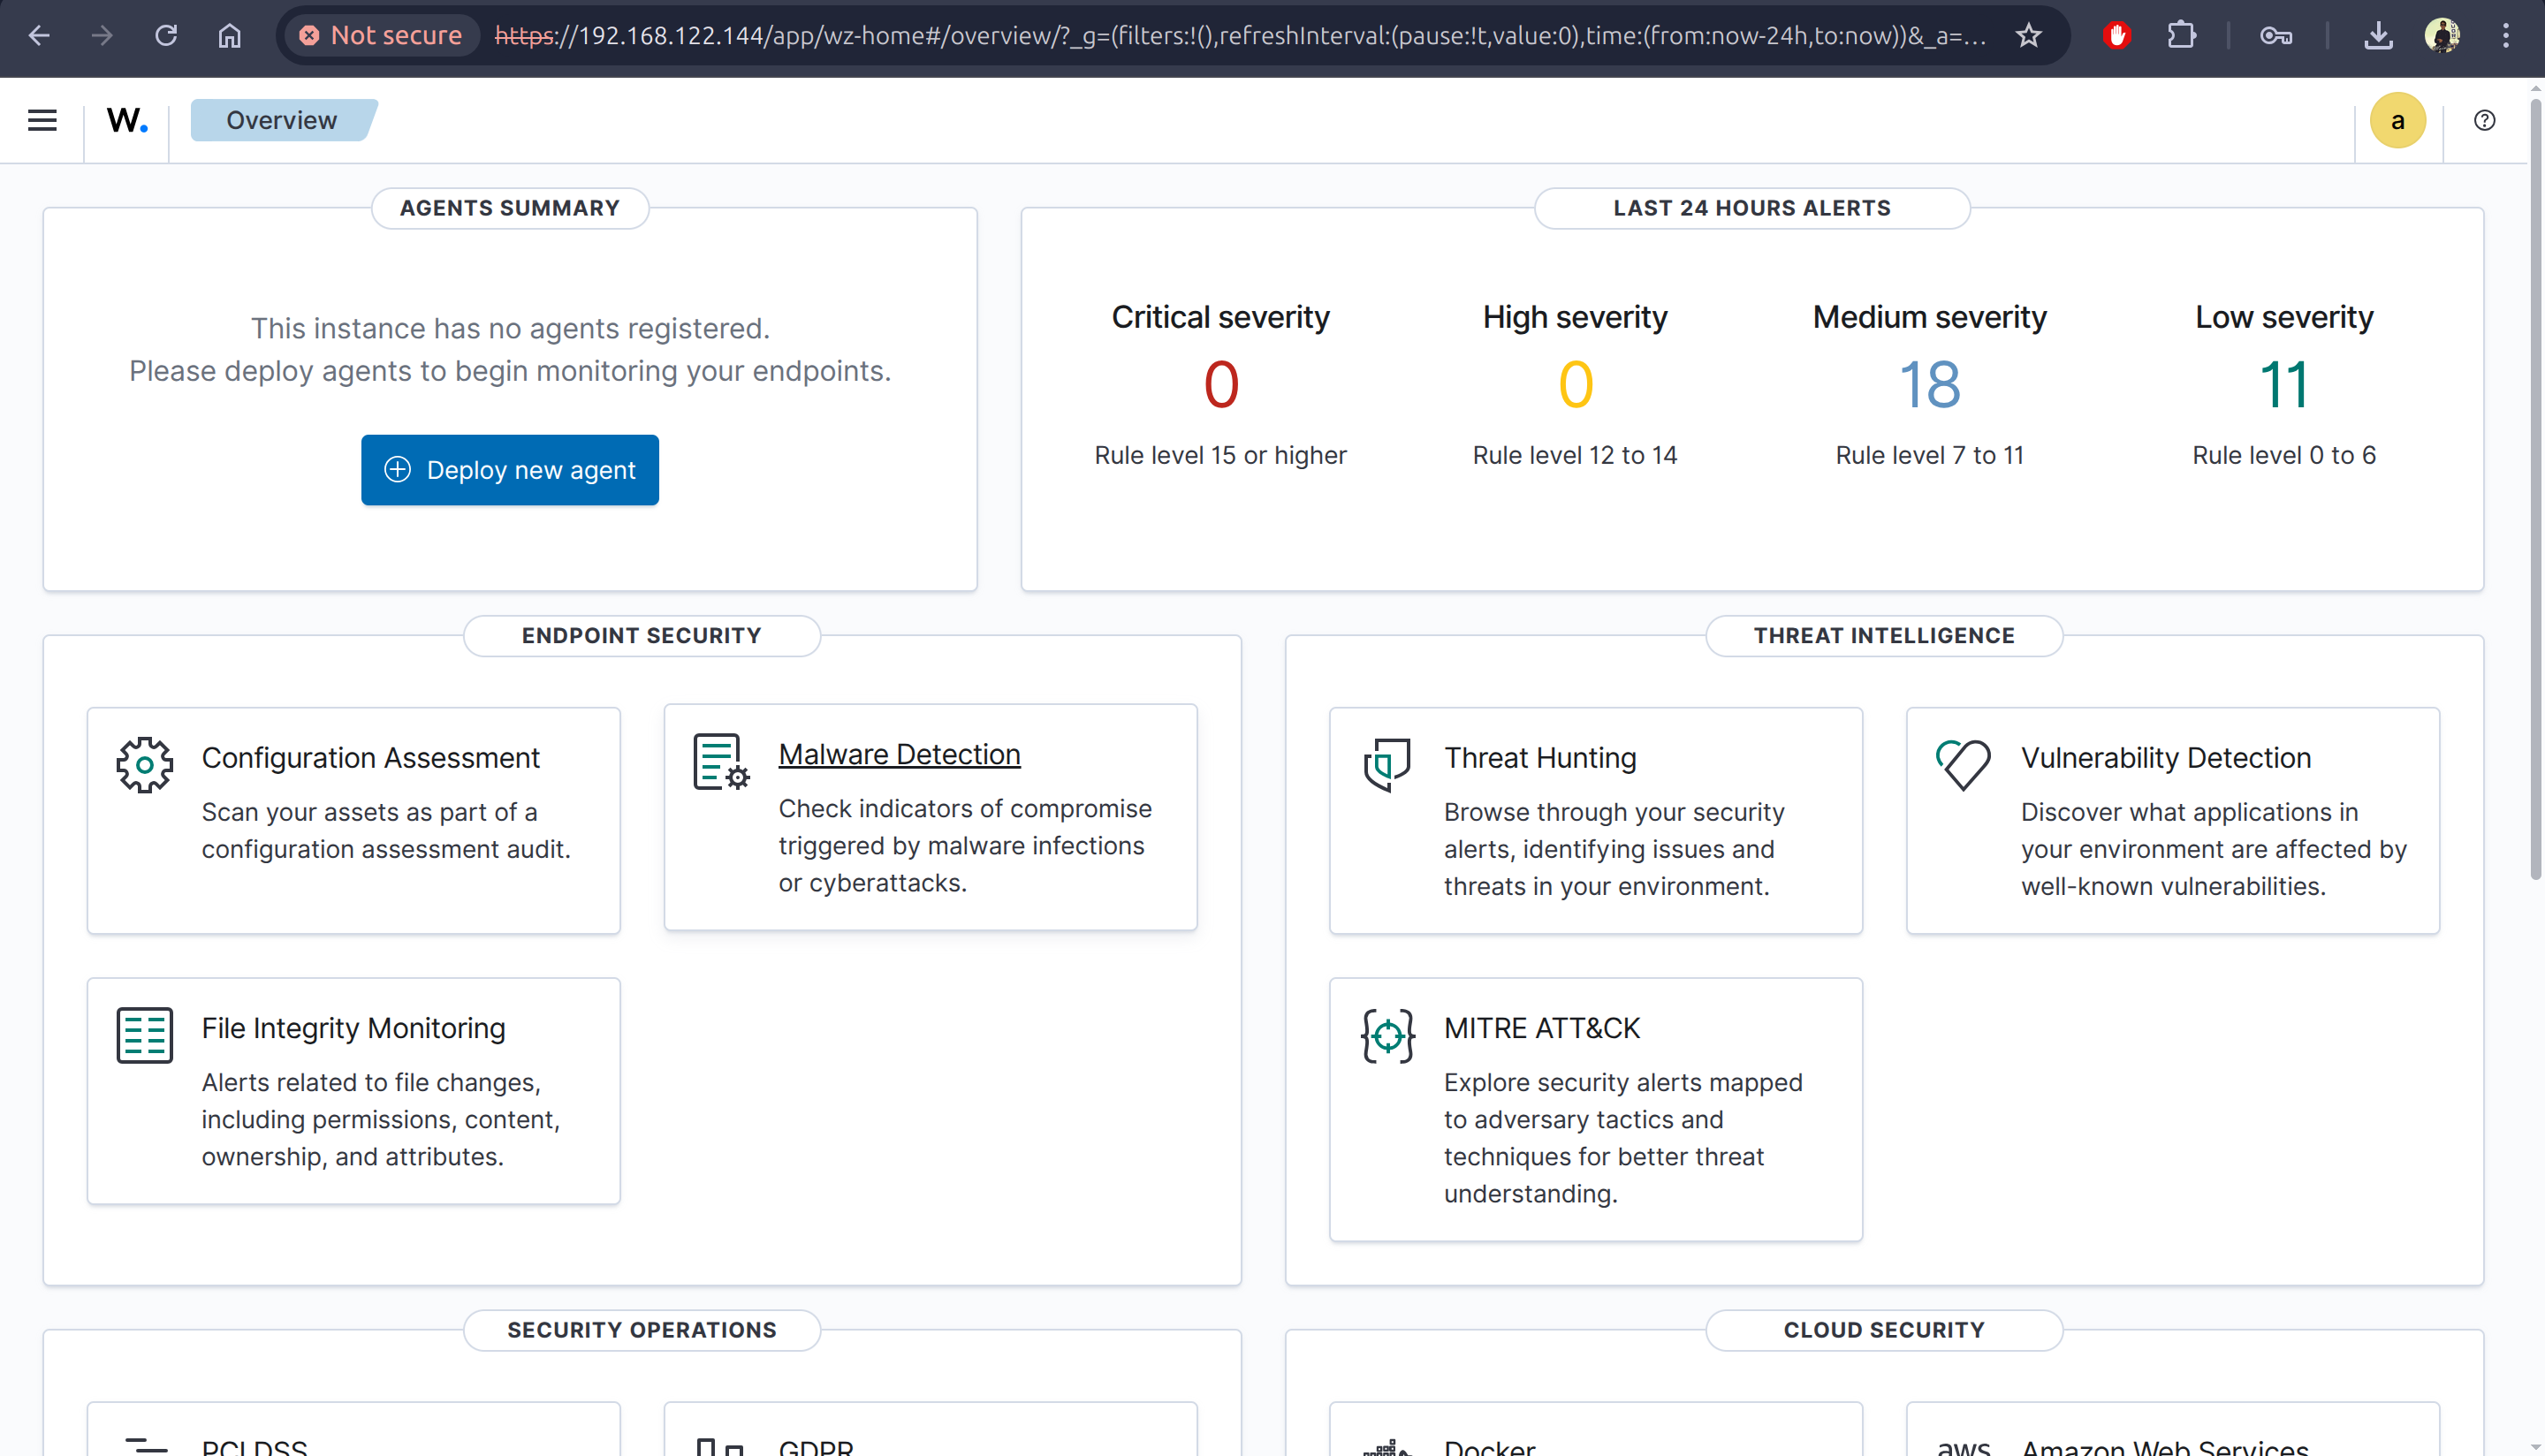 Not secure
https://192.168.122.144/app/wz-home#/overview/?_g=(filters:!(),refreshInterval:(pause:!t,value:0),time:(from:now-24h,to:now))&_a=...
W.
Overview
a
AGENTS SUMMARY
This instance has no agents registered.
Please deploy agents to begin monitoring your endpoints.
Deploy new agent
LAST 24 HOURS ALERTS
Critical severity
0
Rule level 15 or higher
High severity
0
Rule level 12 to 14
Medium severity
18
Rule level 7 to 11
Low severity
11
Rule level 0 to 6
ENDPOINT SECURITY
Configuration Assessment
Scan your assets as part of a
configuration assessment audit.
Malware Detection
Check indicators of compromise
triggered by malware infections
or cyberattacks.
File Integrity Monitoring
Alerts related to file changes,
including permissions, content,
ownership, and attributes.
THREAT INTELLIGENCE
Threat Hunting
Browse through your security
alerts, identifying issues and
threats in your environment.
Vulnerability Detection
Discover what applications in
your environment are affected by
well-known vulnerabilities.
MITRE ATT&CK
Explore security alerts mapped
to adversary tactics and
techniques for better threat
understanding.
SECURITY OPERATIONS
PCI DSS
GDPR
CLOUD SECURITY
Docker
aws
Amazon Web Services